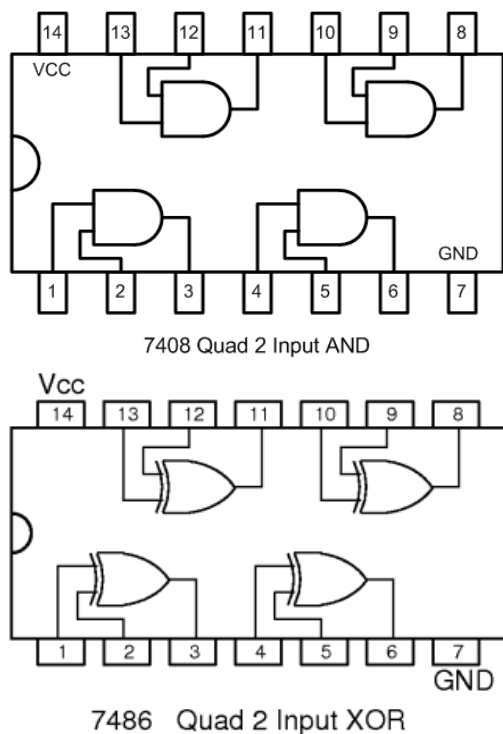 14 13 12 11 10 9 8
VCC
GND
1 2 3 4 5 6 7
7408 Quad 2 Input AND
Vcc
14 13 12 11 10 9 8
1 2 3 4 5 6 7
GND
7486 Quad 2 Input XOR